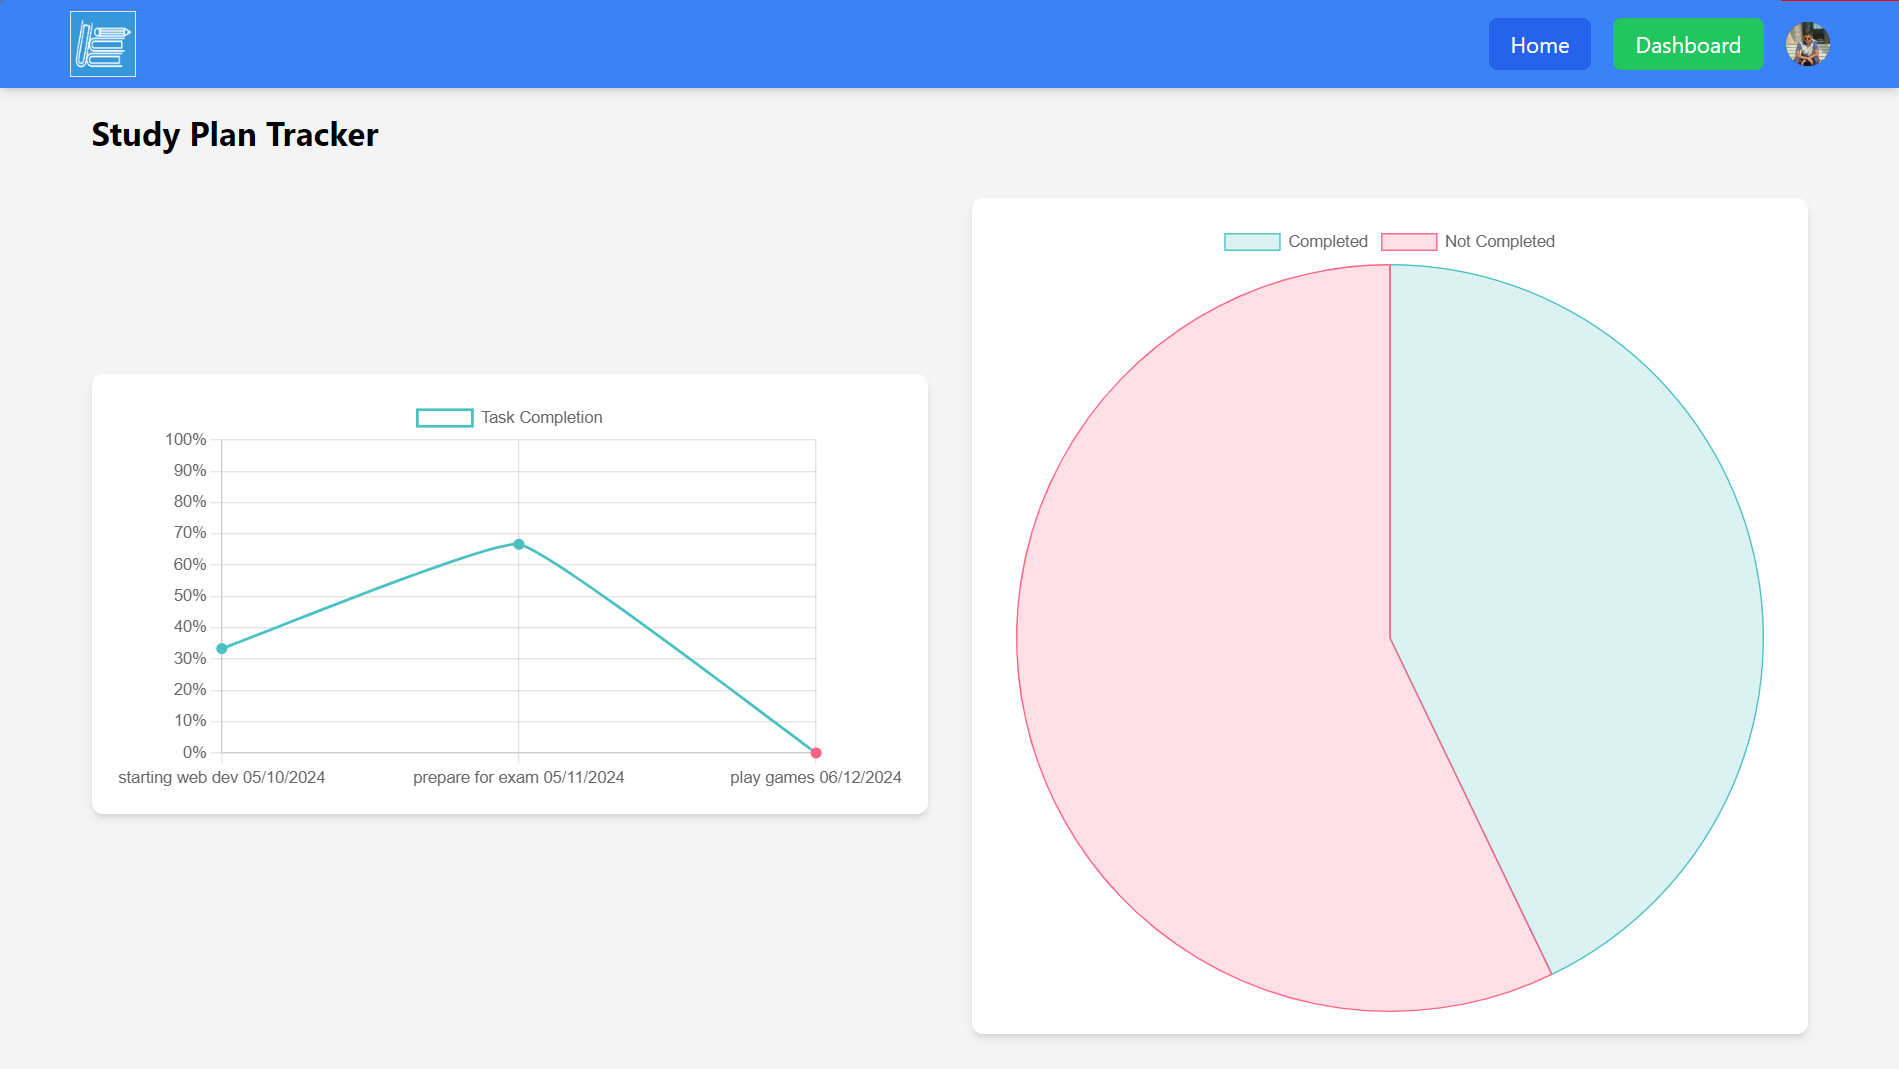 Home
Dashboard
Study Plan Tracker
Task Completion
100%
90%
80%
70%
60%
50%
40%
30%
20%
10%
0%
starting web dev 05/10/2024
prepare for exam 05/11/2024
play games 06/12/2024
Completed
Not Completed